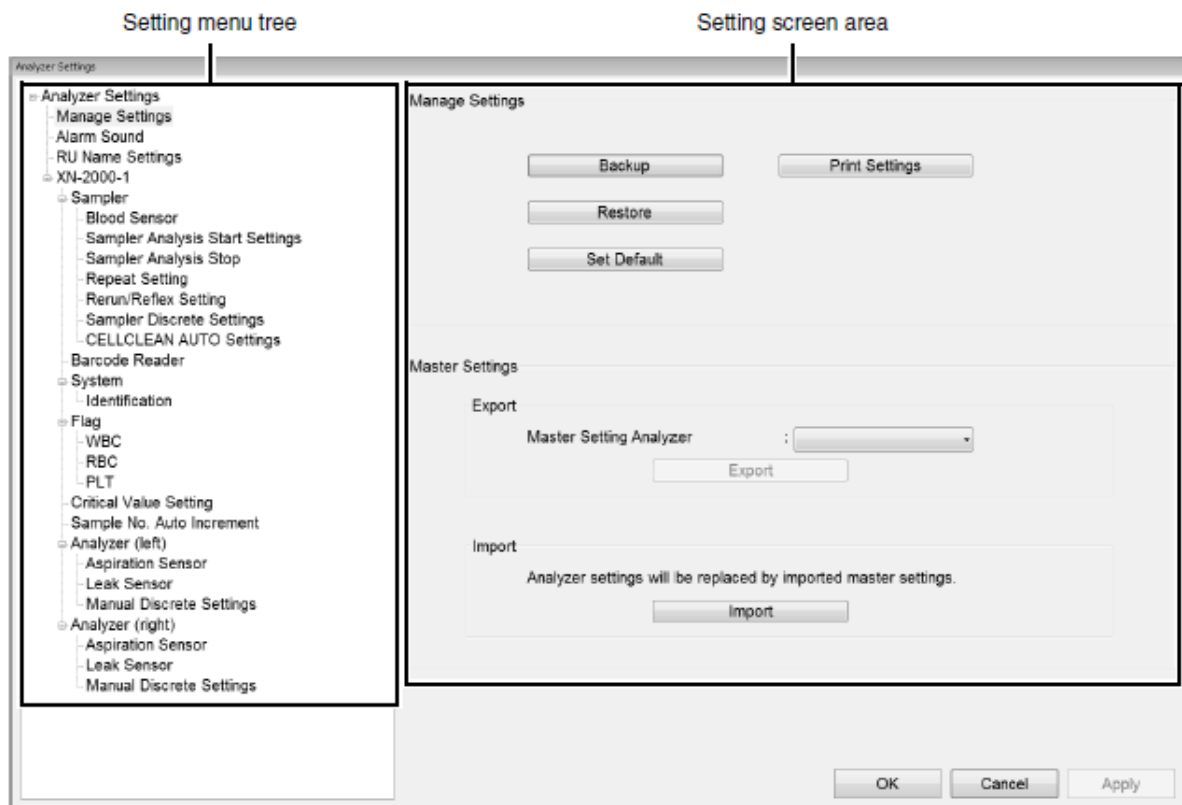 Setting menu tree
Setting screen area
Analyzer Settings
Analyzer Settings
Manage Settings
Alarm Sound
RU Name Settings
XN-2000-1
Sampler
Blood Sensor
Sampler Analysis Start Settings
Sampler Analysis Stop
Repeat Setting
Rerun/Reflex Setting
Sampler Discrete Settings
CELLCLEAN AUTO Settings
Barcode Reader
System
Identification
Flag
WBC
RBC
PLT
Critical Value Setting
Sample No. Auto Increment
Analyzer (left)
Aspiration Sensor
Leak Sensor
Manual Discrete Settings
Analyzer (right)
Aspiration Sensor
Leak Sensor
Manual Discrete Settings
Manage Settings
Backup Print Settings
Restore
Set Default
Master Settings
Export
Master Setting Analyzer :
Export
Import
Analyzer settings will be replaced by imported master settings.
Import
OK Cancel Apply